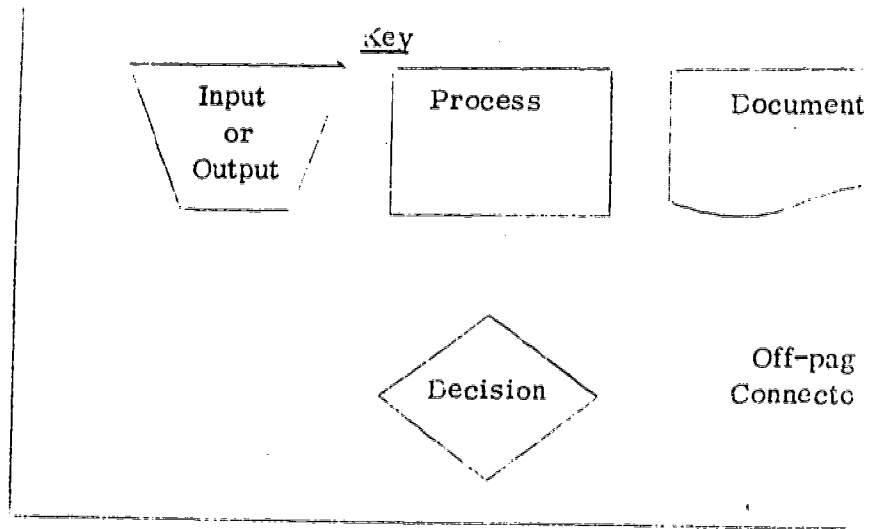 Key
Input
or
Output
Process
Document
Decision
Off-pag
Connecto